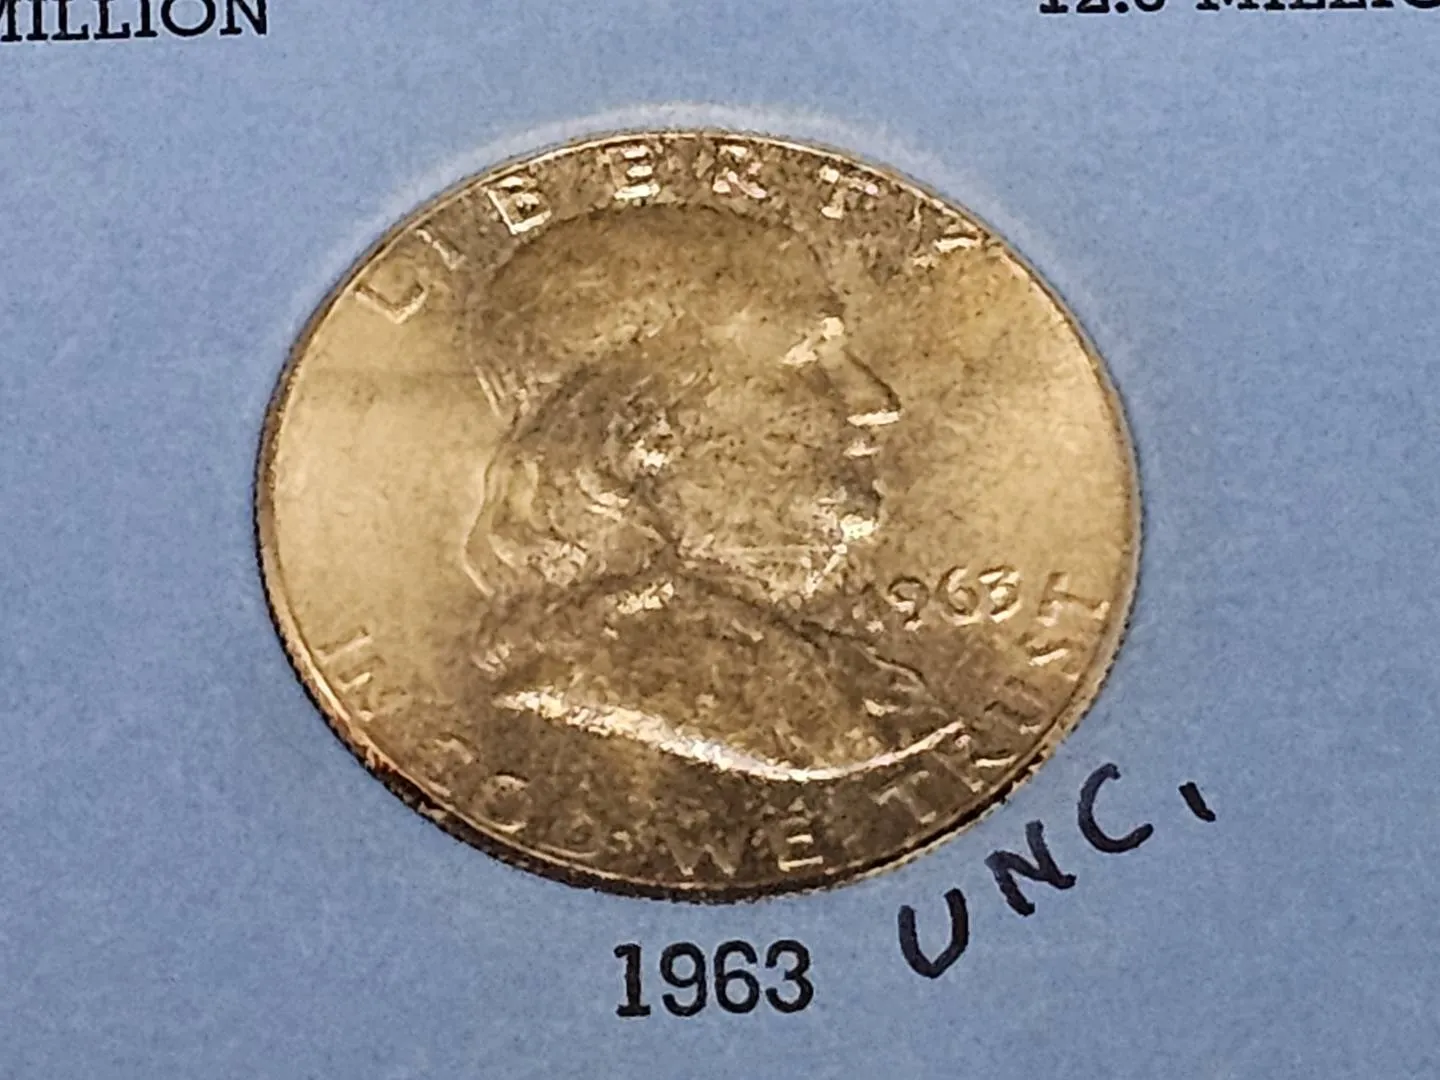 MILLION
LIBERTY
1963
IN GOD WE TRUST
1963
UNC.